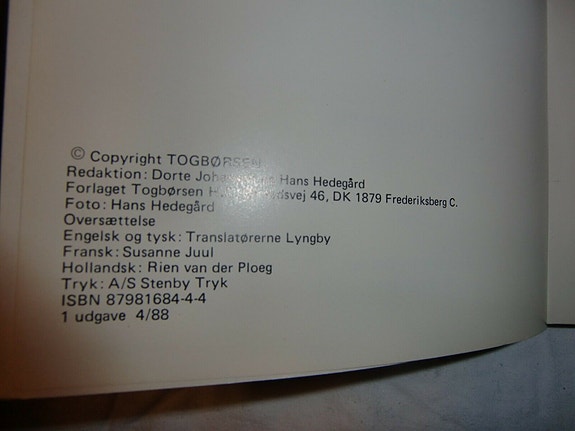 © Copyright TOGBØRSEN
Redaktion: Dorte Hans Hedegård
Forlaget Togbørsen 46, DK 1879 Frederiksberg C.
Foto: Hans Hedegård
Oversættelse
Engelsk og tysk: Translatørerne Lyngby
Fransk: Susanne Juul
Hollandsk: Rien van der Ploeg
Tryk: A/S Stenby Tryk
ISBN 87981684-4-4
1 udgave 4/88